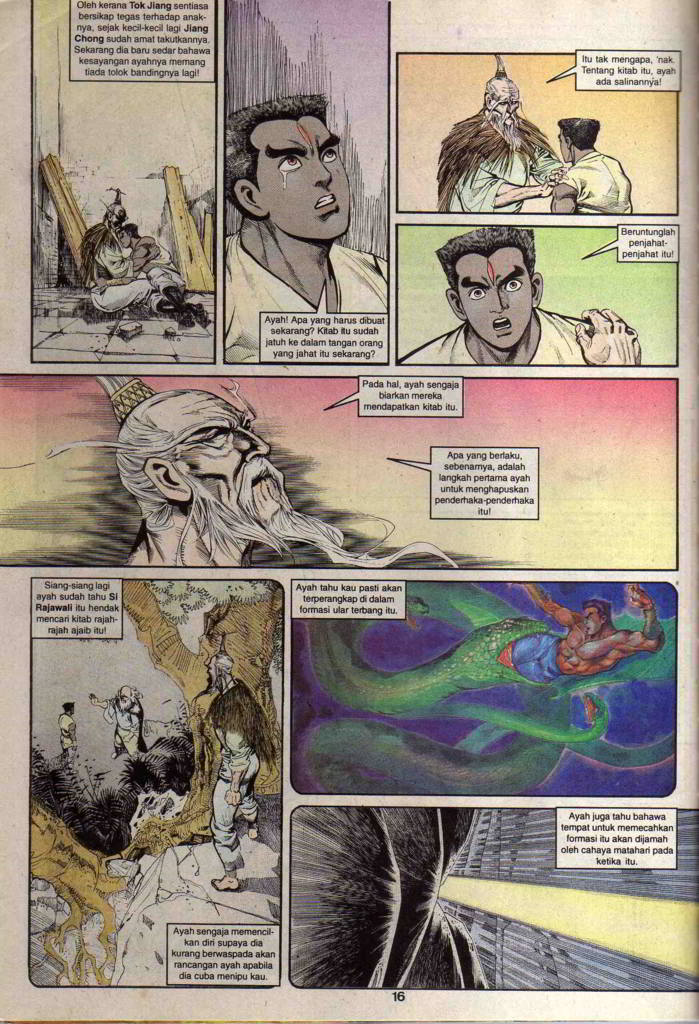 Oleh kerana Tok Jiang sentiasa
bersikap tegas terhadap anak-
nya, sejak kecil-kecil lagi Jiang
Chong sudah amat takutkannya.
Sekarang dia baru sedar bahawa
kesayangan ayahnya memang
tiada tolok bandingnya lagi!
Ayah! Apa yang harus dibuat
sekarang? Kitab itu sudah
jatuh ke dalam tangan orang
yang jahat itu sekarang?
Itu tak mengapa, 'nak.
Tentang kitab itu, ayah
ada salinannya!
Beruntunglah
penjahat-
penjahat itu!
Pada hal, ayah sengaja
biarkan mereka
mendapatkan kitab itu.
Apa yang berlaku,
sebenarnya, adalah
langkah pertama ayah
untuk menghapuskan
penderhaka-penderhaka
itu!
Siang-siang lagi
ayah sudah tahu Si
Rajawali itu hendak
mencari kitab rajah-
rajah ajaib itu!
Ayah sengaja memencil-
kan diri supaya dia
kurang berwaspada akan
rancangan ayah apabila
dia cuba menipu kau.
Ayah tahu kau pasti akan
terperangkap di dalam
formasi ular terbang itu.
Ayah juga tahu bahawa
tempat untuk memecahkan
formasi itu akan dijamah
oleh cahaya matahari pada
ketika itu.
16